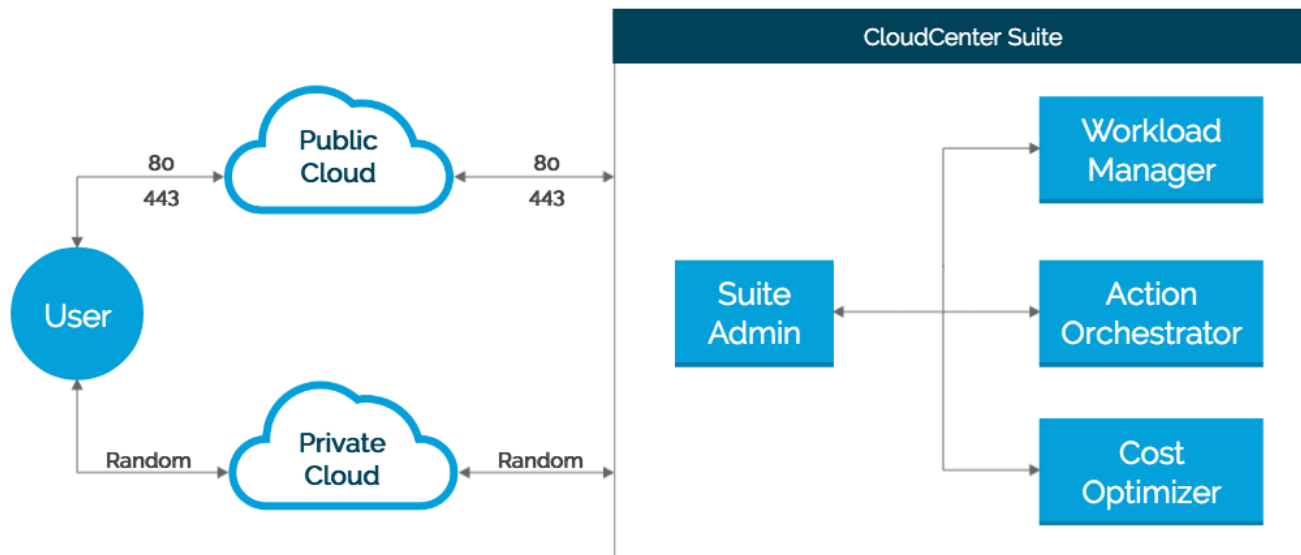 CloudCenter Suite
Public
Cloud
80
443
80
443
User
Private
Cloud
Random
Random
Suite
Admin
Workload
Manager
Action
Orchestrator
Cost
Optimizer